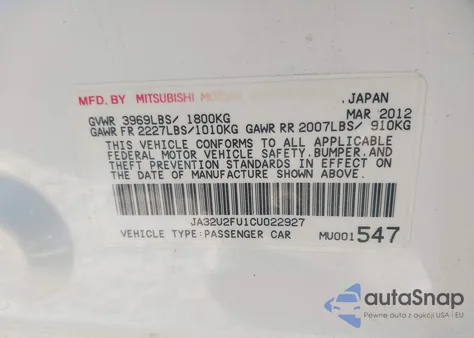 MFD. BY MITSUBISHI MOTORS
. JAPAN
GVWR 3969LBS/ 1800KG MAR 2012
GAWR FR 2227LBS/1010KG GAWR RR 2007LBS/ 910KG
THIS VEHICLE CONFORMS TO ALL APPLICABLE
FEDERAL MOTOR VEHICLE SAFETY.BUMPER.AND
THEFT PREVENTION STANDARDS IN EFFECT ON
THE DATE OF MANUFACTURE SHOWN ABOVE.
JA32U2FU1CU022927
VEHICLE TYPE:PASSENGER CAR MU001547
autoSnap
Pewne auta z aukcji USA i EU